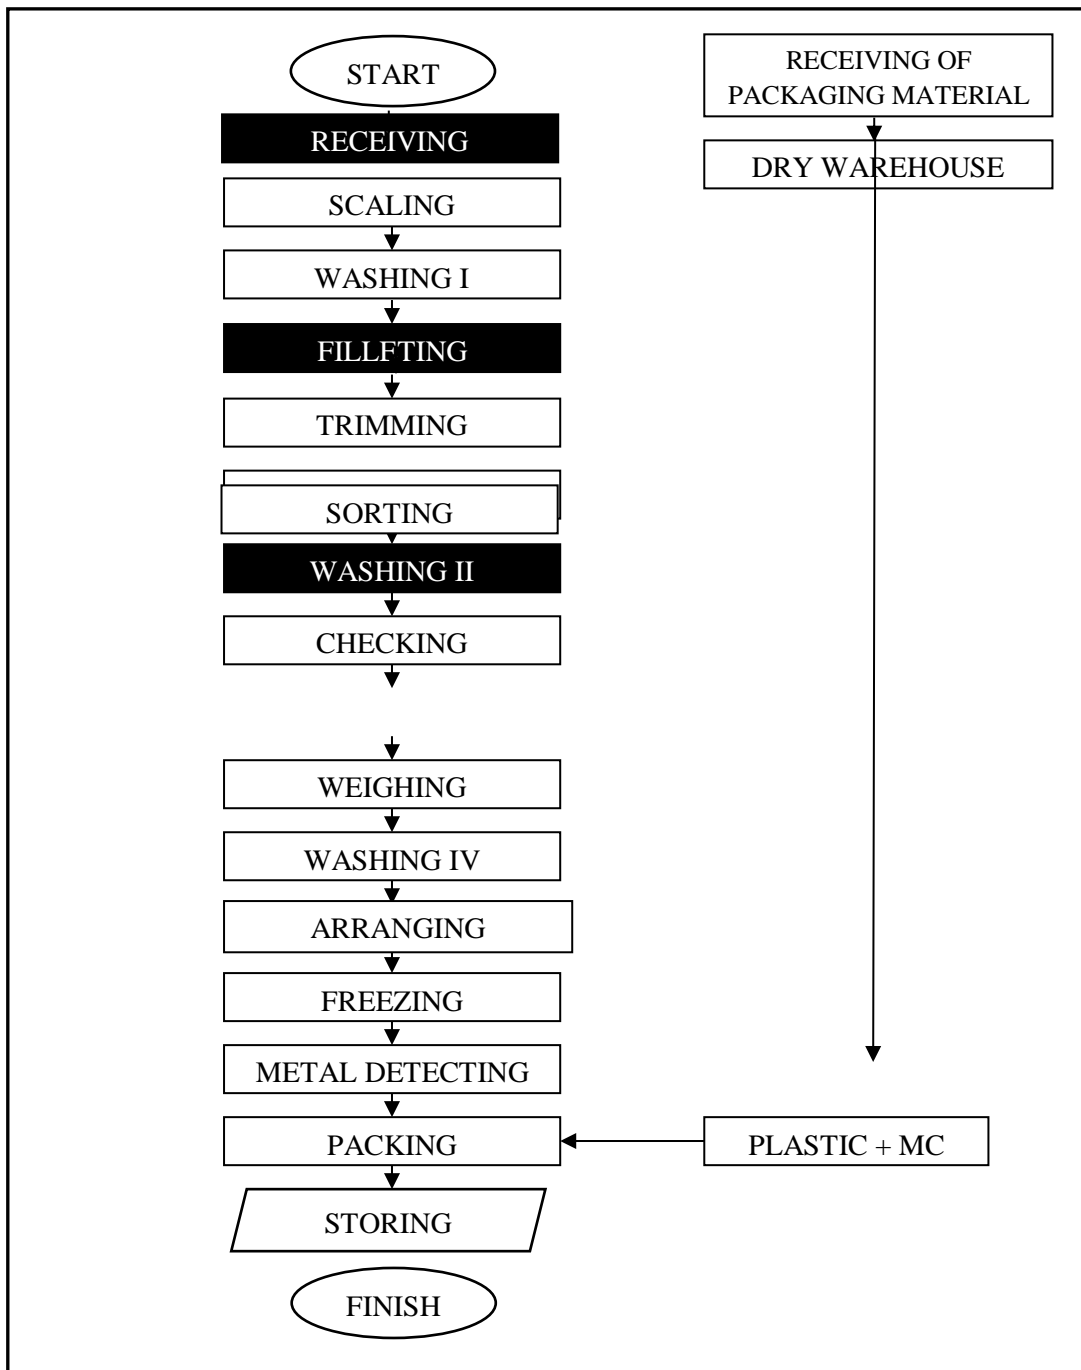 START
RECEIVING
SCALING
WASHING I
FILLFTING
TRIMMING
SORTING
WASHING II
CHECKING
WEIGHING
WASHING IV
ARRANGING
FREEZING
METAL DETECTING
PACKING
STORING
FINISH
RECEIVING OF
PACKAGING MATERIAL
DRY WAREHOUSE
PLASTIC + MC